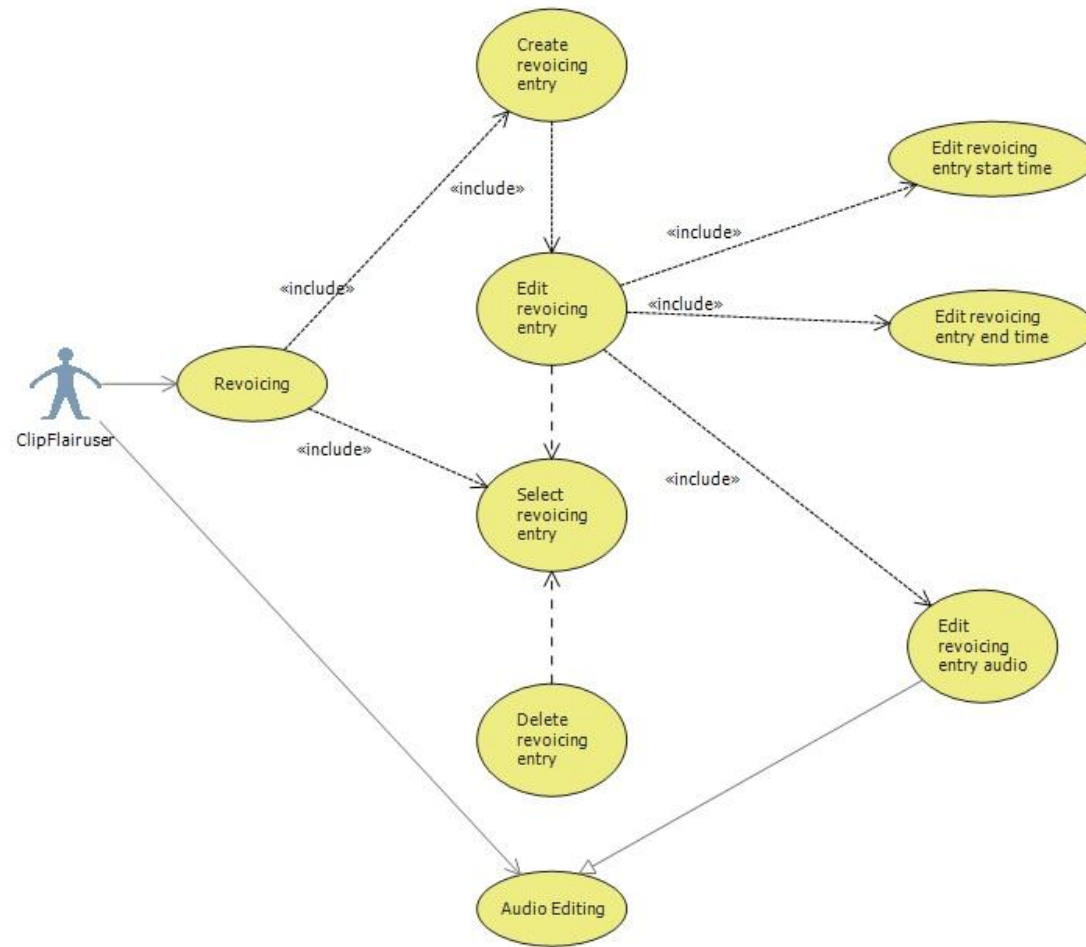 Create
revoicing
entry
Edit revoicing
entry start time
«include»
«include»
«include»
Edit
revoicing
entry
«include»
Edit revoicing
entry end time
Revoicing
ClipFlairuser
«include»
«include»
Select
revoicing
entry
Edit
revoicing
entry audio
Delete
revoicing
entry
Audio Editing